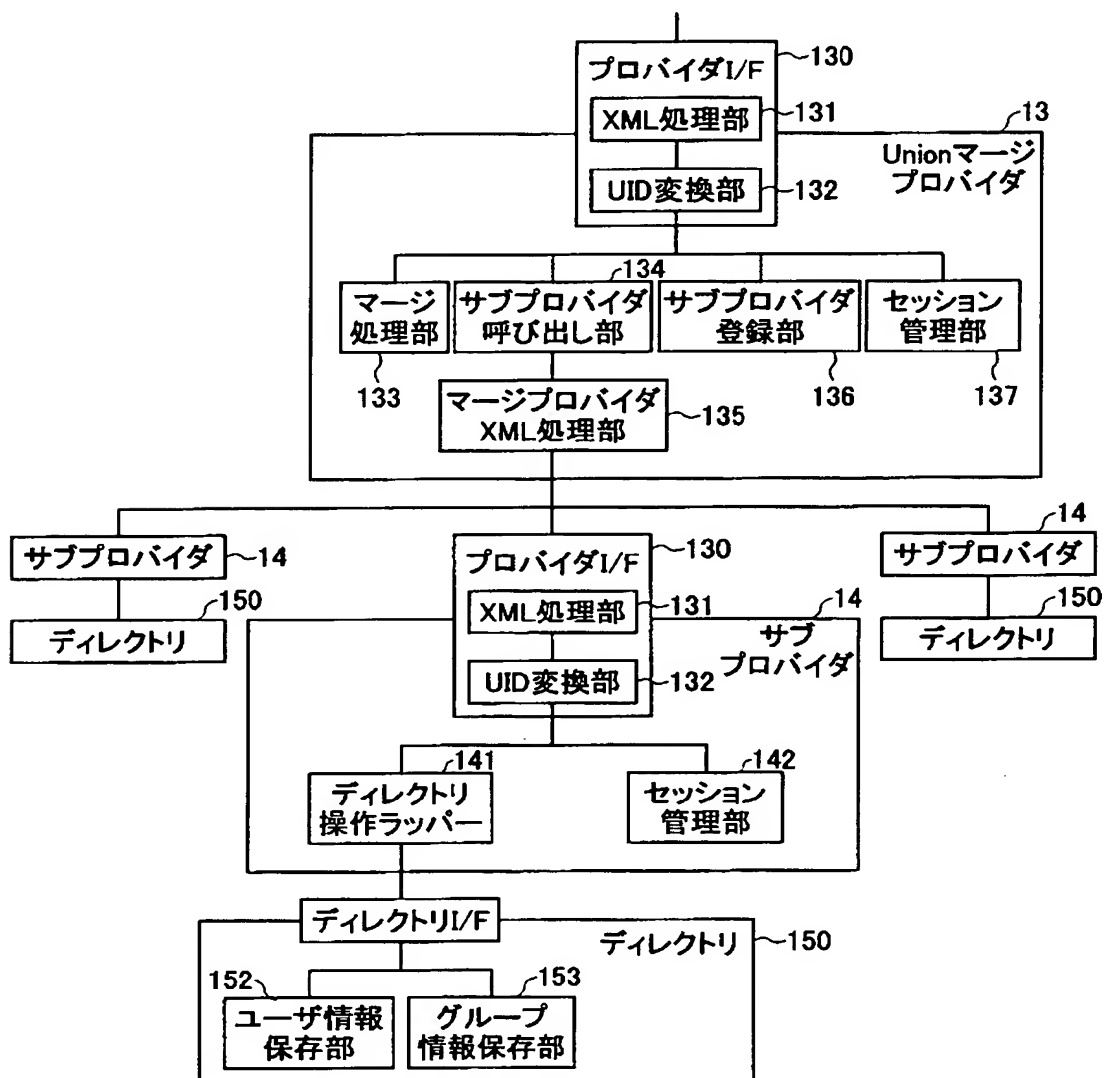 プロバイダI/F
130
XML処理部
131
UID変換部
132
13
Unionマージ
プロバイダ
マージ
処理部
133
134
サブプロバイダ
呼び出し部
サブプロバイダ
登録部
136
セッション
管理部
137
マージプロバイダ
XML処理部
135
サブプロバイダ
14
150
ディレクトリ
プロバイダI/F
130
XML処理部
131
UID変換部
132
14
サブ
プロバイダ
14
サブプロバイダ
150
ディレクトリ
141
ディレクトリ
操作ラッパー
142
セッション
管理部
ディレクトリI/F
ディレクトリ
150
152
ユーザ情報
保存部
153
グループ
情報保存部